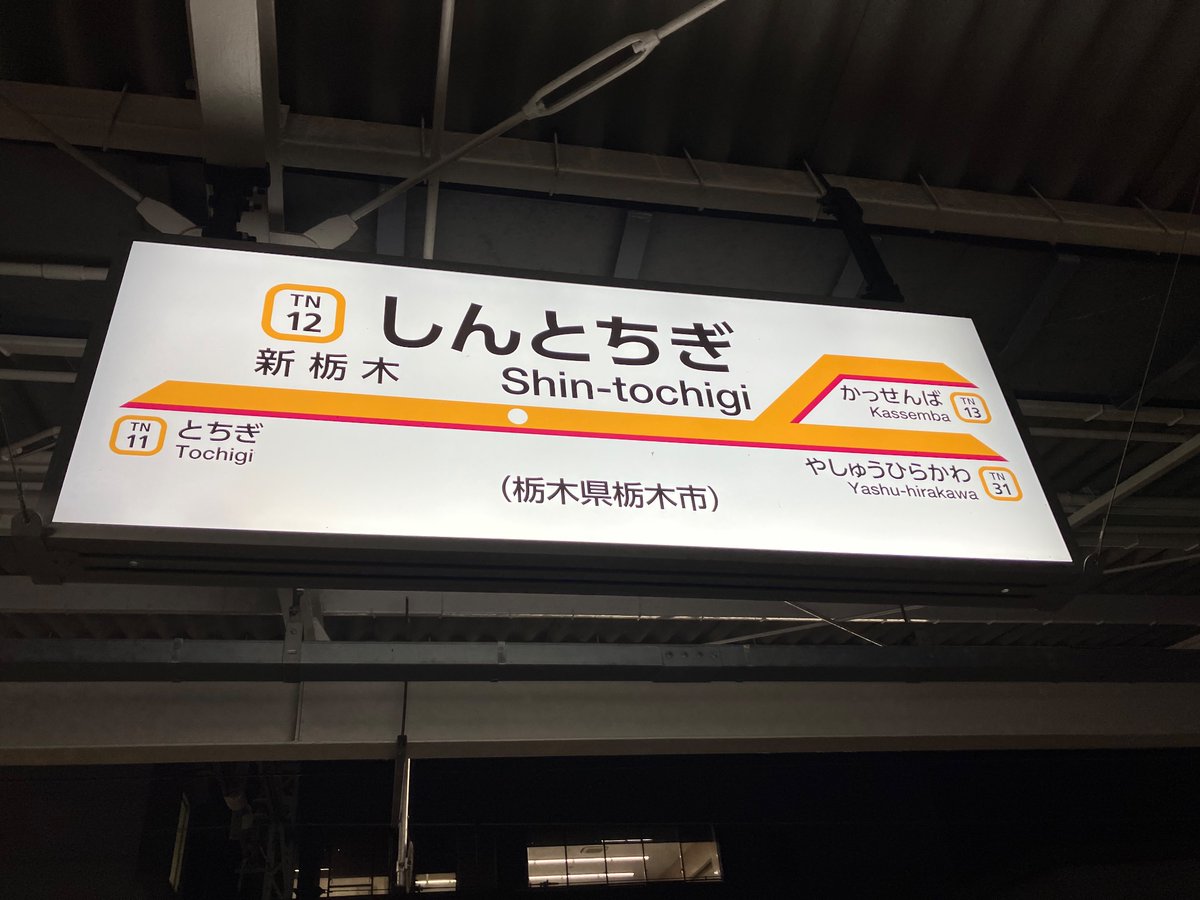 TN
12
しんとちぎ
新栃木
Shin-tochigi
TN
11
とちぎ
Tochigi
かっせんば
Kassemba
TN
13
やしゅうひらかわ
Yashu-hirakawa
TN
31
(栃木県栃木市)